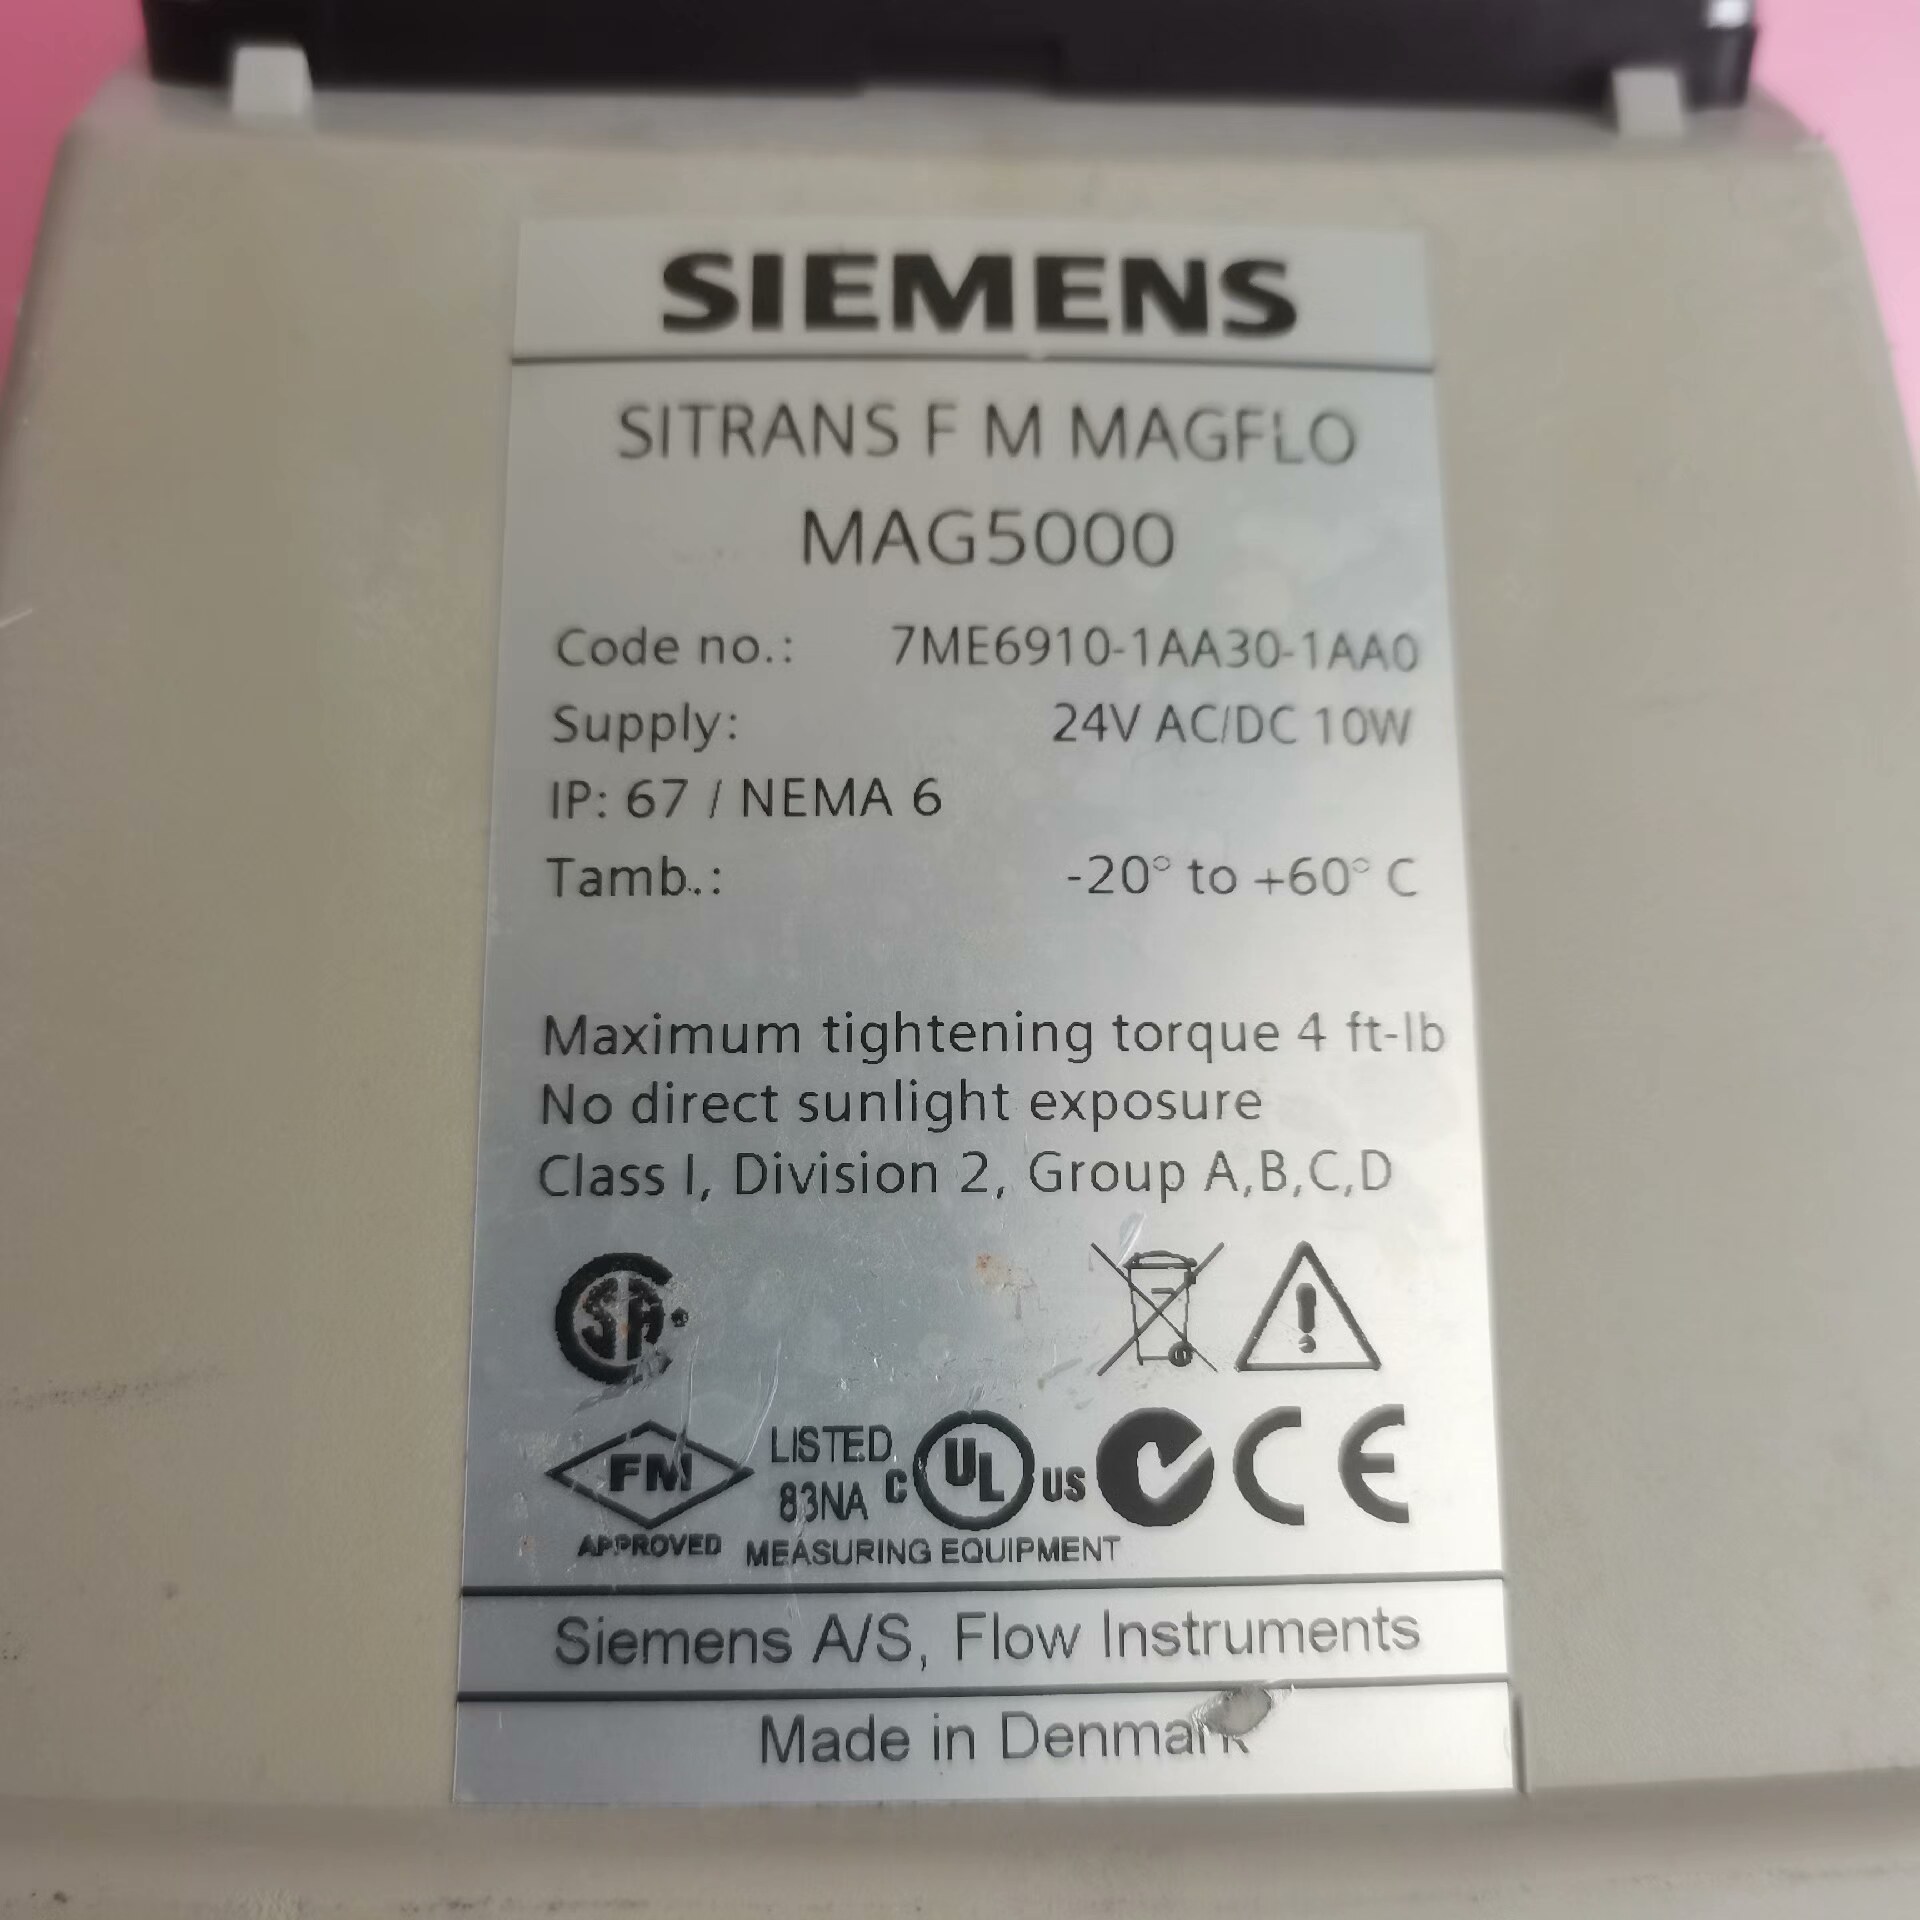 SIEMENS
SITRANS F M MAGFLO
MAG5000
Code no.: 7ME6910-1AA30-1AA0
Supply: 24V AC/DC 10W
IP: 67 / NEMA 6
Tamb.: -20° to +60° C
Maximum tightening torque 4 ft-lb
No direct sunlight exposure
Class I, Division 2, Group A,B,C,D
CSA
FM LISTED C UL US CE
83NA
APPROVED MEASURING EQUIPMENT
Siemens A/S, Flow Instruments
Made in Denmark